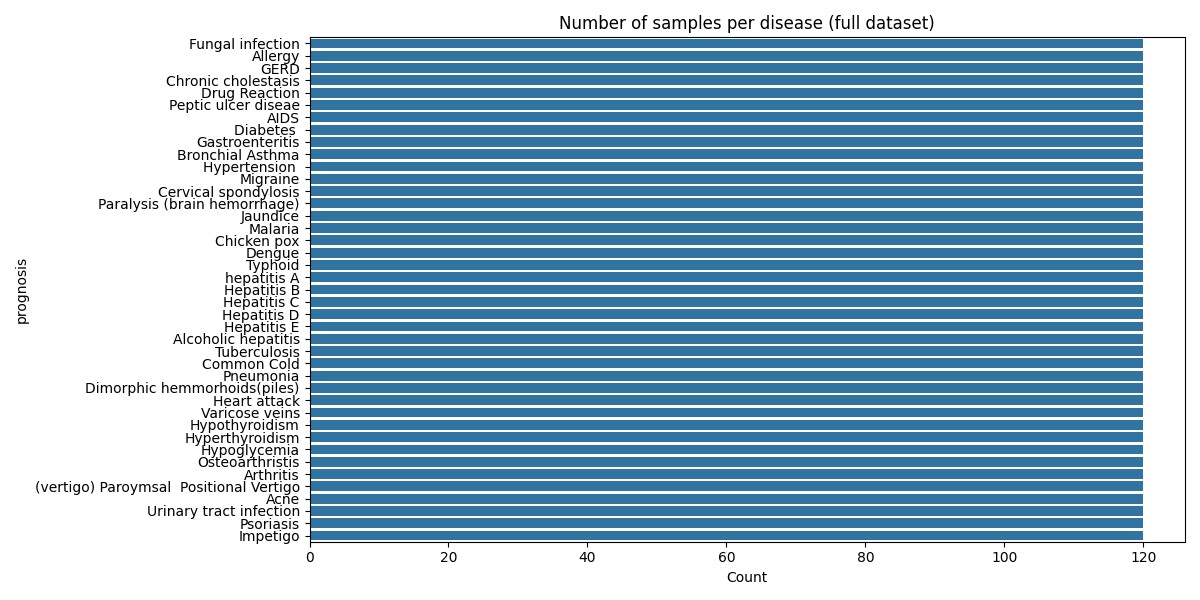 Number of samples per disease (full dataset)
Fungal infection
Allergy
GERD
Chronic cholestasis
Drug Reaction
Peptic ulcer diseae
AIDS
Diabetes
Gastroenteritis
Bronchial Asthma
Hypertension
Migraine
Cervical spondylosis
Paralysis (brain hemorrhage)
Jaundice
Malaria
Chicken pox
Dengue
Typhoid
hepatitis A
Hepatitis B
Hepatitis C
Hepatitis D
Hepatitis E
Alcoholic hepatitis
Tuberculosis
Common Cold
Pneumonia
Dimorphic hemmorhoids(piles)
Heart attack
Varicose veins
Hypothyroidism
Hyperthyroidism
Hypoglycemia
Osteoarthristis
Arthritis
(vertigo) Paroymsal  Positional Vertigo
Acne
Urinary tract infection
Psoriasis
Impetigo
prognosis
0 20 40 60 80 100 120
Count